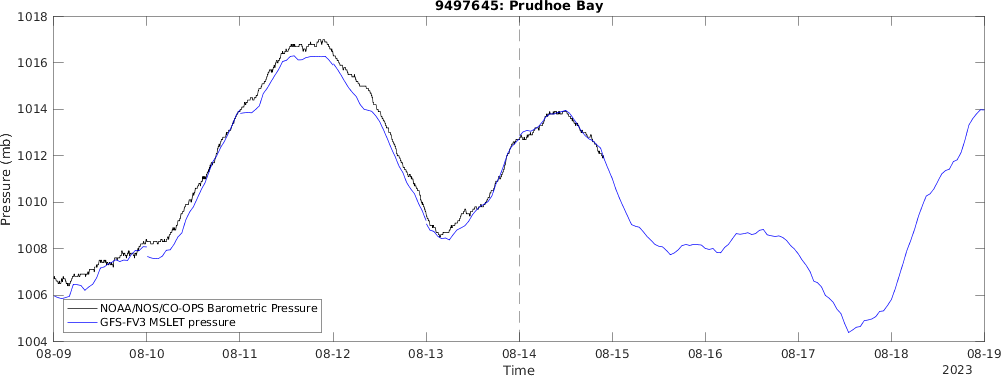 9497645: Prudhoe Bay
1018
1016
1014
1012
1010
1008
1006
1004
Pressure (mb)
NOAA/NOS/CO-OPS Barometric Pressure
GFS-FV3 MSLET pressure
08-09 08-10 08-11 08-12 08-13 08-14 08-15 08-16 08-17 08-18 08-19
Time
2023